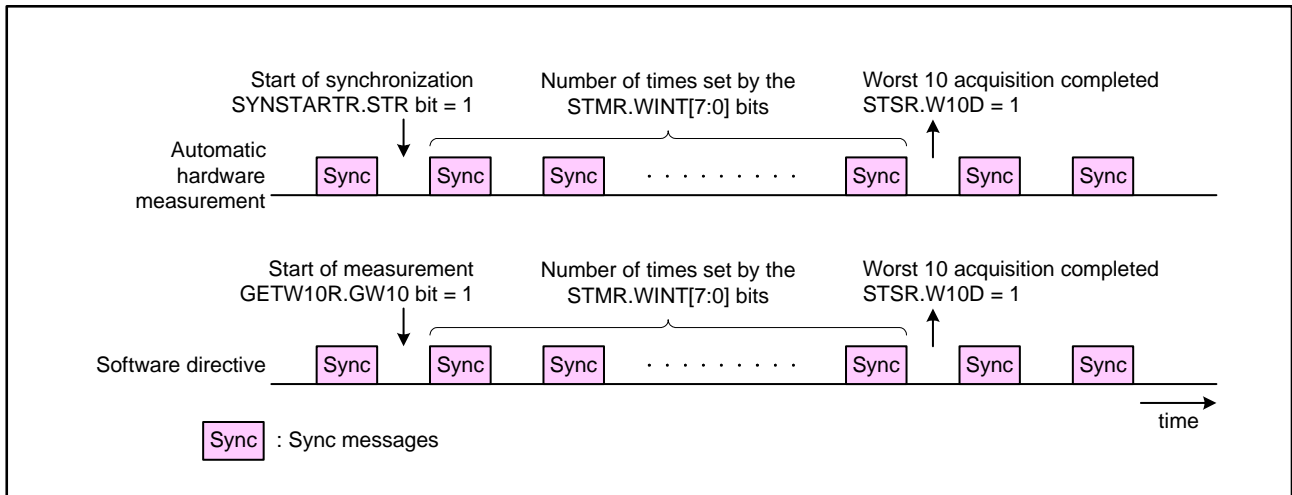 Start of synchronization
SYNSTARTR.STR bit = 1
Number of times set by the
STMR.WINT[7:0] bits
Worst 10 acquisition completed
STSR.W10D = 1
Automatic
hardware
measurement
Sync Sync Sync . . . . . . . . . Sync Sync Sync
Start of measurement
GETW10R.GW10 bit = 1
Number of times set by the
STMR.WINT[7:0] bits
Worst 10 acquisition completed
STSR.W10D = 1
Software directive
Sync Sync Sync . . . . . . . . . Sync Sync Sync
time
Sync : Sync messages